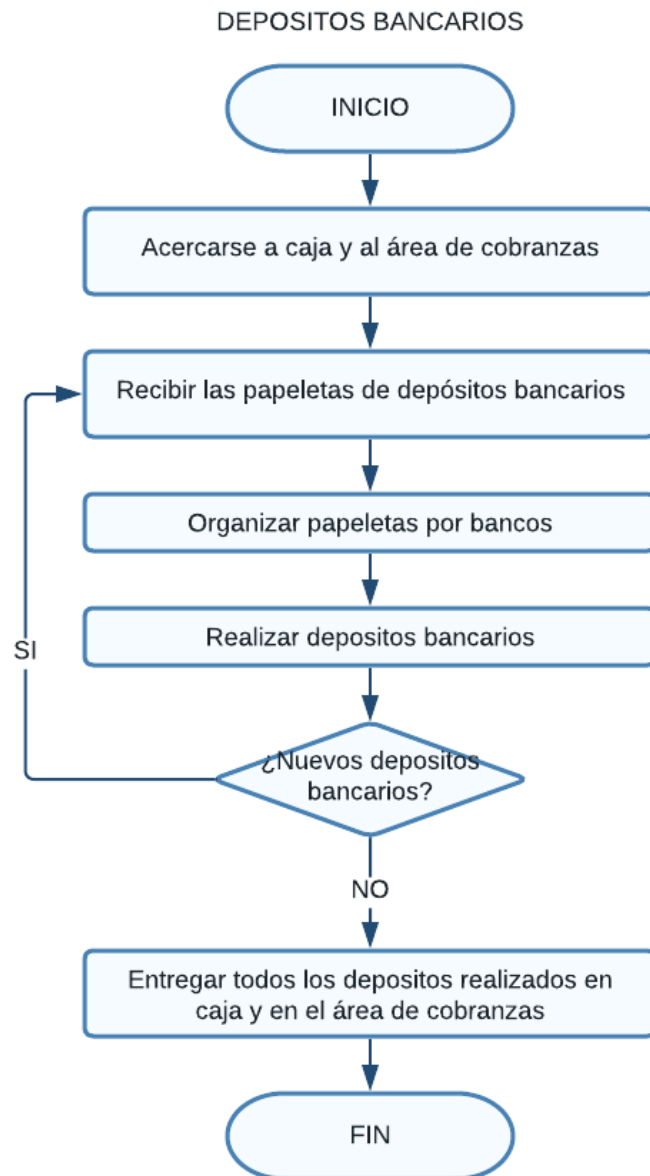 DEPOSITOS BANCARIOS
INICIO
Acercarse a caja y al área de cobranzas
Recibir las papeletas de depósitos bancarios
Organizar papeletas por bancos
Realizar depositos bancarios
SI
¿Nuevos depositos
bancarios?
NO
Entregar todos los depositos realizados en
caja y en el área de cobranzas
FIN